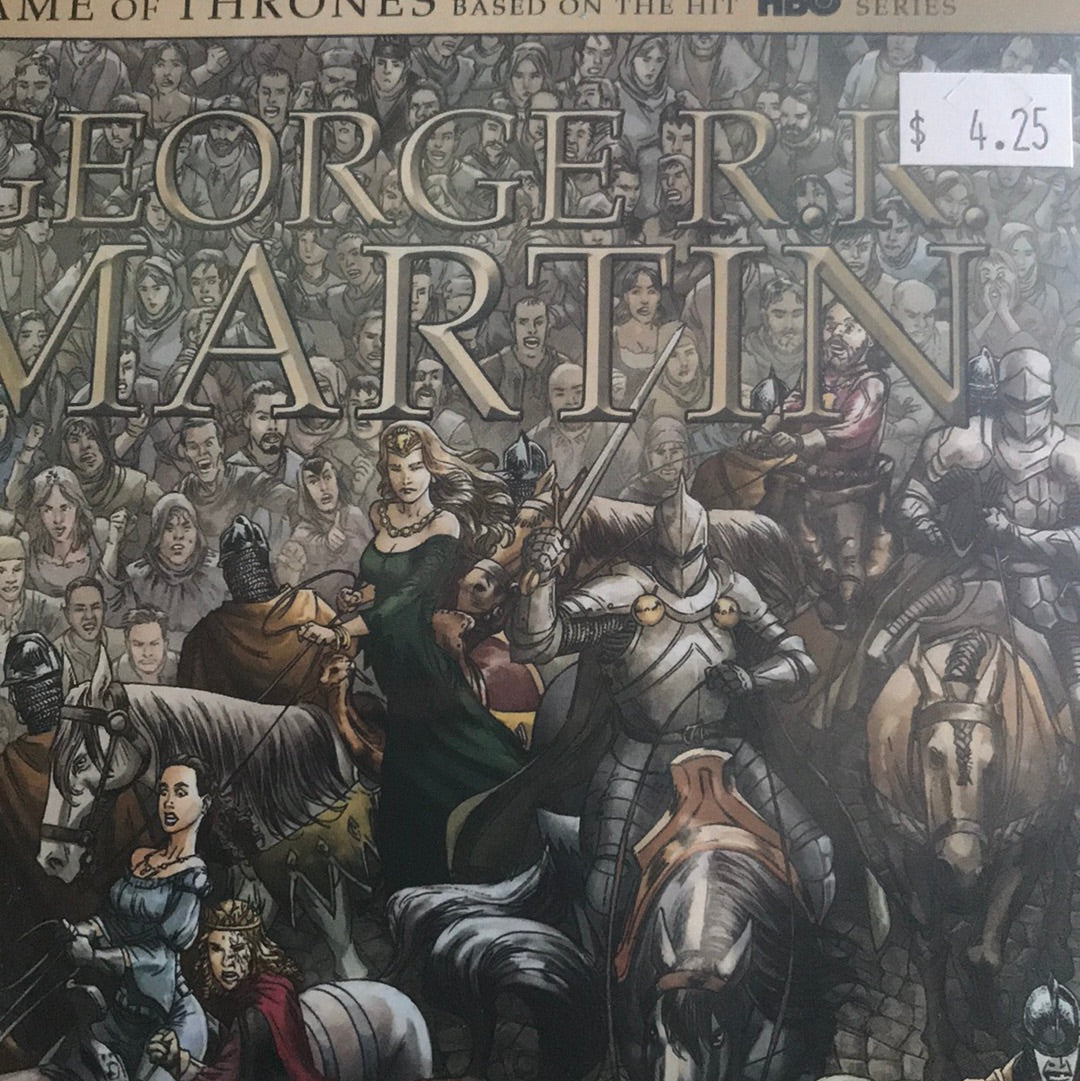 AME OF THRONES BASED ON THE HIT HBO SERIES
$ 4.25
GEORGE R.R.
MARTIN